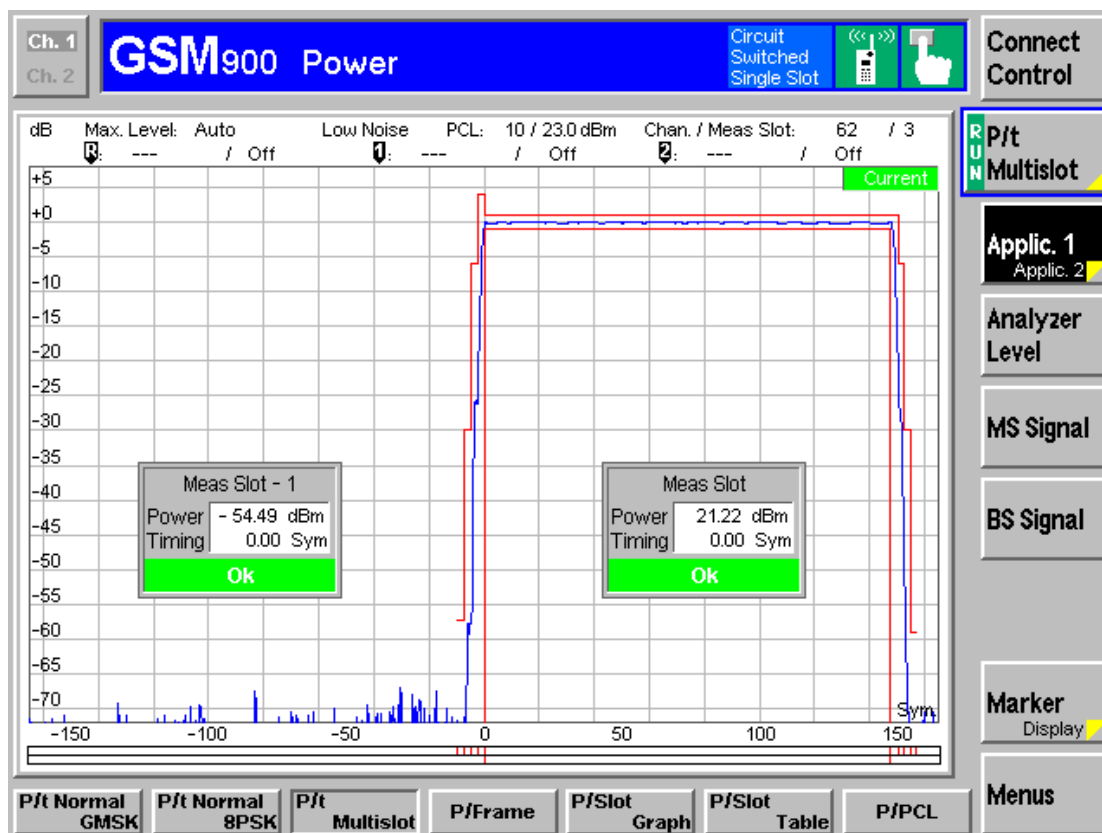 Ch. 1
Ch. 2
GSM900 Power
Circuit
Switched
Single Slot
Connect
Control
dB Max. Level: Auto Low Noise PCL: 10 / 23.0 dBm Chan. / Meas Slot: 62 / 3
R: --- / Off 1: --- / Off 2: --- / Off
RUN
P/t
Multislot
Current
+5
+0
-5
-10
-15
-20
-25
-30
-35
-40
-45
-50
-55
-60
-65
-70
Applic. 1
Applic. 2
Analyzer
Level
MS Signal
BS Signal
Meas Slot - 1
Power - 54.49 dBm
Timing 0.00 Sym
Ok
Meas Slot
Power 21.22 dBm
Timing 0.00 Sym
Ok
Sym
-150 -100 -50 0 50 100 150
Marker
Display
Menus
P/t Normal
GMSK
P/t Normal
8PSK
P/t
Multislot
P/Frame
P/Slot
Graph
P/Slot
Table
P/PCL